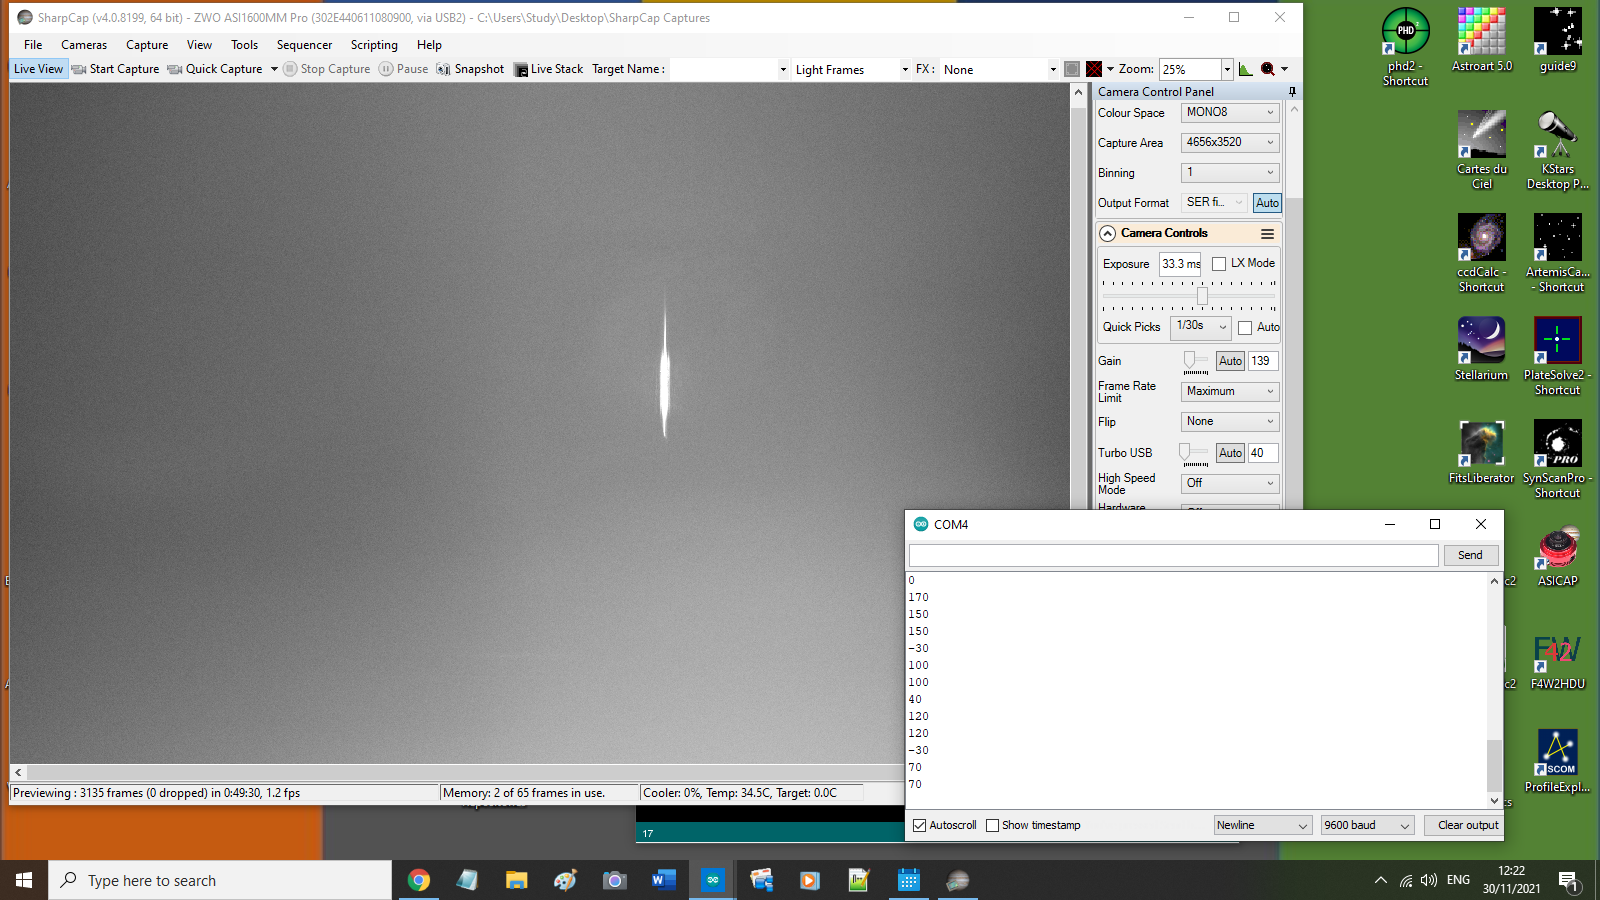 SharpCap (v4.0.8199, 64 bit) - ZWO ASI1600MM Pro (302E440611080900, via USB2) - C:\Users\Study\Desktop\SharpCap Captures
File Cameras Capture View Tools Sequencer Scripting Help
Live View Start Capture Quick Capture Stop Capture Pause Snapshot Live Stack Target Name : Light Frames FX : None Zoom: 25%
Camera Control Panel
Colour Space MONO8
Capture Area 4656x3520
Binning 1
Output Format SER fi... Auto
Camera Controls
Exposure 33.3 ms LX Mode
Quick Picks 1/30s Auto
Gain Auto 139
Frame Rate Limit Maximum
Flip None
Turbo USB Auto 40
High Speed Mode Off
Hardware
Previewing : 3135 frames (0 dropped) in 0:49:30, 1.2 fps
Memory: 2 of 65 frames in use.
Cooler: 0%, Temp: 34.5C, Target: 0.0C
COM4
Send
0
170
150
150
-30
100
100
40
120
120
-30
70
70
Autoscroll Show timestamp Newline 9600 baud Clear output
17
PHD
phd2 -
Shortcut
Astroart 5.0
guide9
Cartes du
Ciel
KStars
Desktop P...
ccdCalc -
Shortcut
ArtemisCa...
- Shortcut
Stellarium
PlateSolve2 -
Shortcut
FitsLiberator
PRO
SynScanPro -
Shortcut
c2
ASICAP
FW
42
c2
F4W2HDU
SCOM
ProfileExpl...
cs
Type here to search
W
ENG
12:22
30/11/2021
1